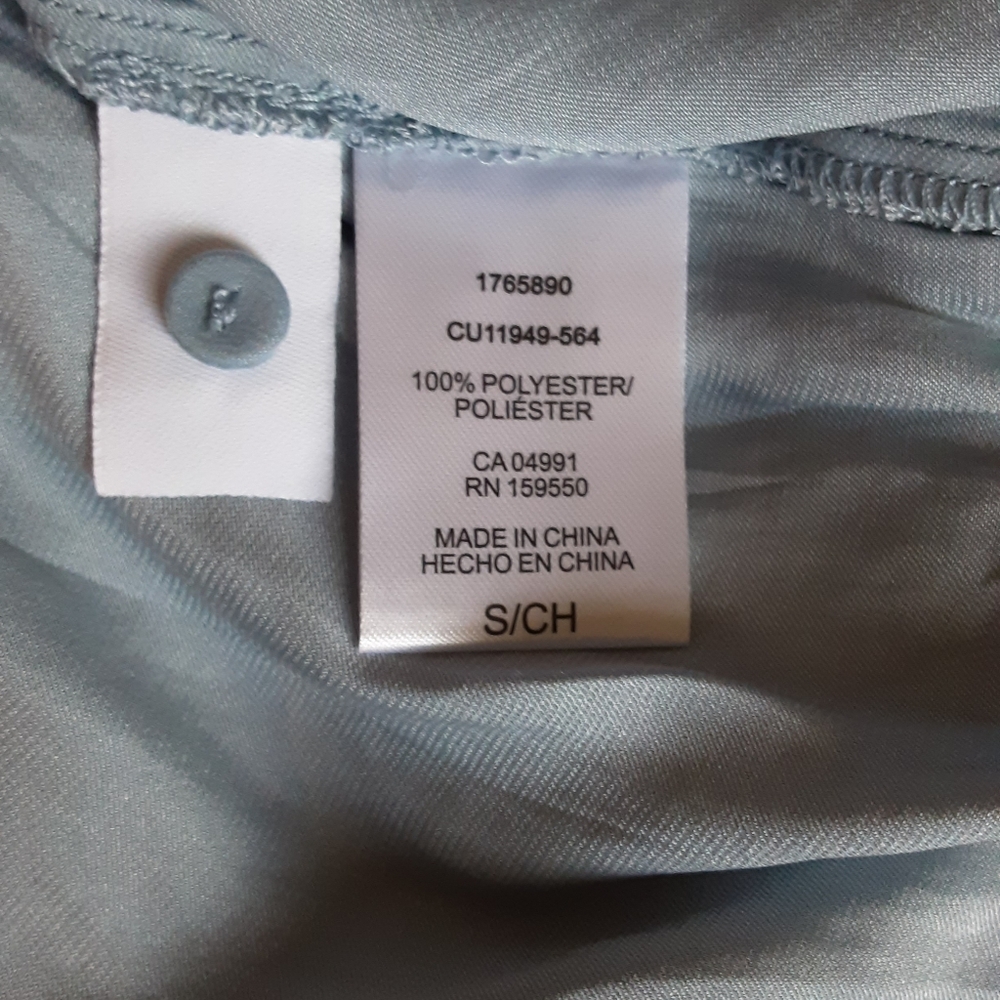 1765890
CU11949-564
100% POLYESTER/
POLIÉSTER
CA 04991
RN 159550
MADE IN CHINA
HECHO EN CHINA
S/CH